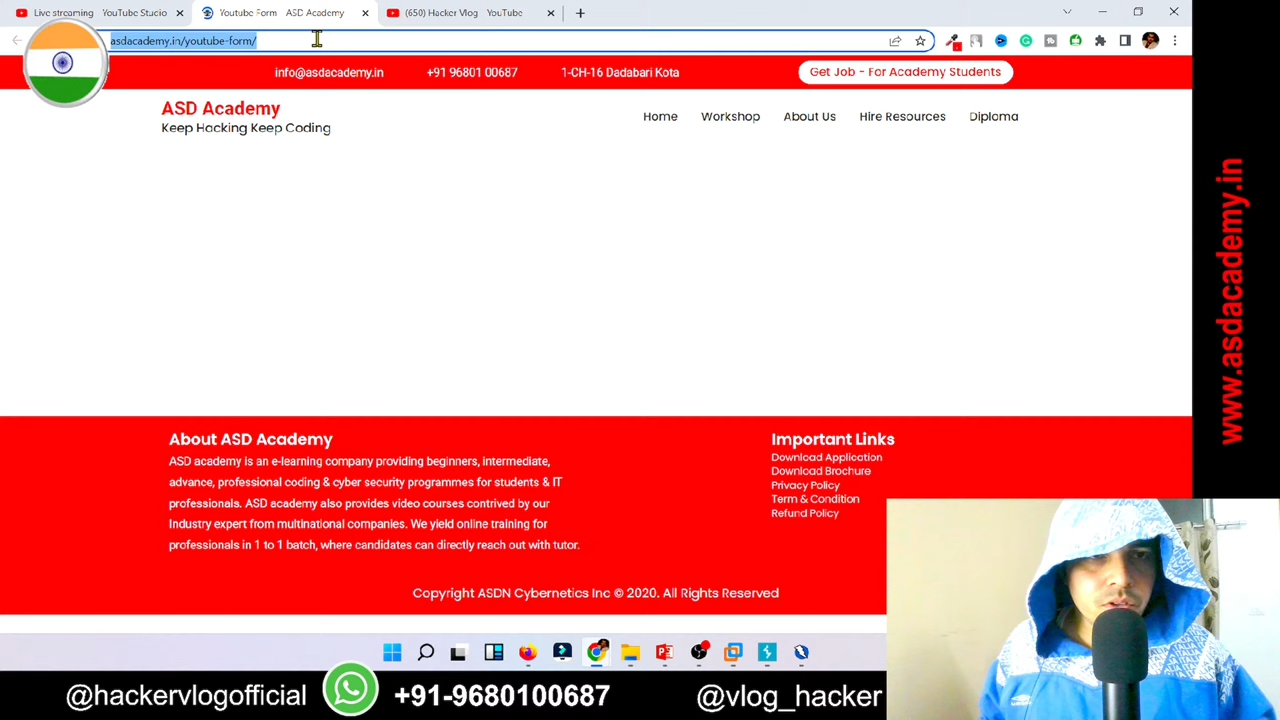 Live streaming YouTube Studio
Youtube Form ASD Academy
(650) Hacker Vlog YouTube
asdacademy.in/youtube-form/
info@asdacademy.in
+91 96801 00687
1-CH-16 Dadabari Kota
Get Job - For Academy Students
ASD Academy
Keep Hacking Keep Coding
Home
Workshop
About Us
Hire Resources
Diploma
www.asdacademy.in
About ASD Academy
ASD academy is an e-learning company providing beginners, intermediate,
advance, professional coding & cyber security programmes for students & IT
professionals. ASD academy also provides video courses contrived by our
Industry expert from multinational companies. We yield online training for
professionals in 1 to 1 batch, where candidates can directly reach out with tutor.
Important Links
Download Application
Download Brochure
Privacy Policy
Term & Condition
Refund Policy
Copyright ASDN Cybernetics Inc © 2020. All Rights Reserved
@hackervlogofficial
+91-9680100687
@vlog_hacker